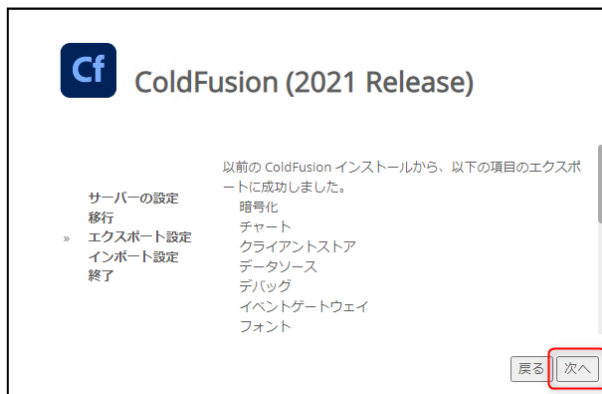 Cf
ColdFusion (2021 Release)
サーバーの設定
移行
» エクスポート設定
インポート設定
終了
以前の ColdFusion インストールから、以下の項目のエクスポ
ートに成功しました。
暗号化
チャート
クライアントストア
データソース
デバッグ
イベントゲートウェイ
フォント
戻る 次へ